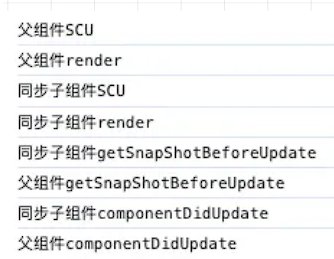 父组件SCU
父组件render
同步子组件SCU
同步子组件render
同步子组件getSnapShotBeforeUpdate
父组件getSnapShotBeforeUpdate
同步子组件componentDidUpdate
父组件componentDidUpdate